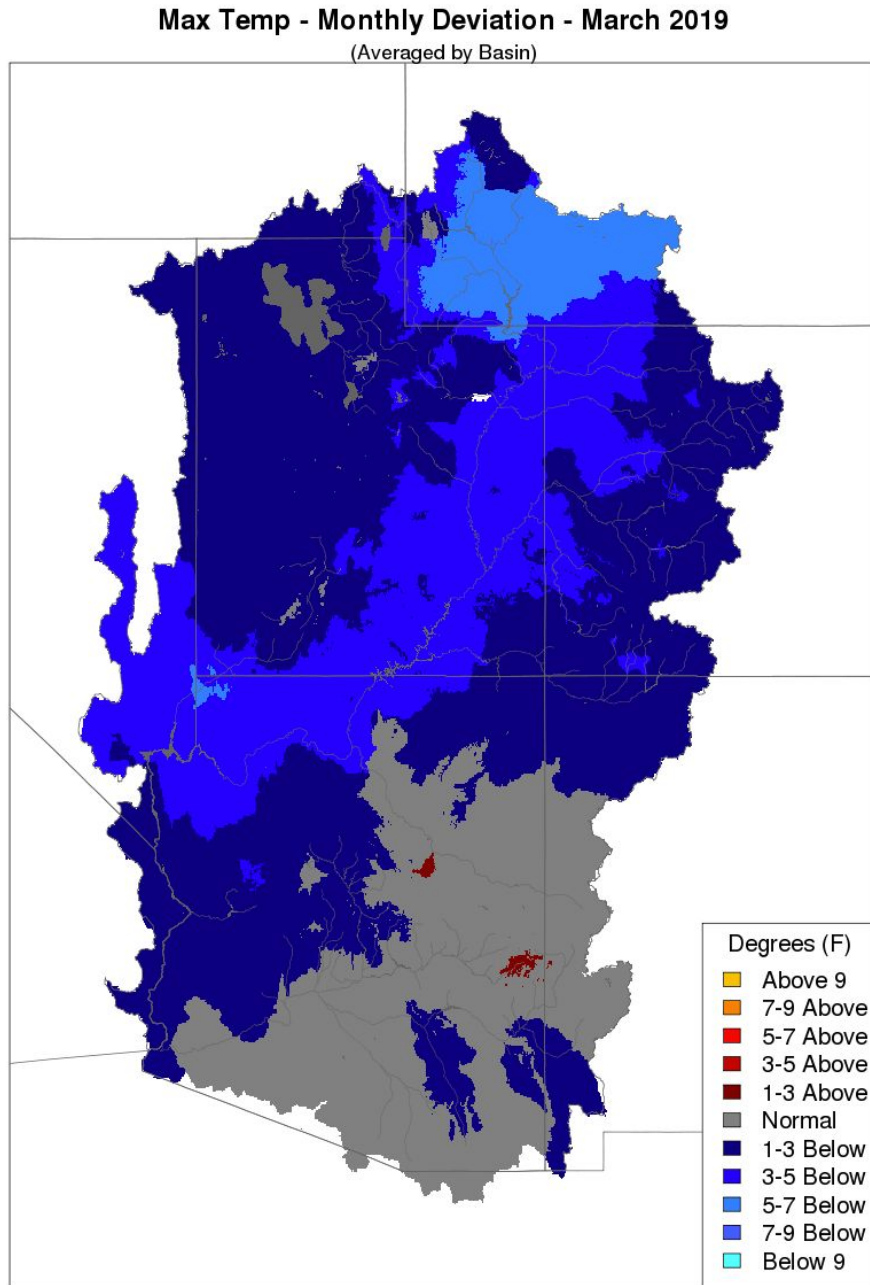 Max Temp - Monthly Deviation - March 2019
(Averaged by Basin)
Degrees (F)
Above 9
7-9 Above
5-7 Above
3-5 Above
1-3 Above
Normal
1-3 Below
3-5 Below
5-7 Below
7-9 Below
Below 9